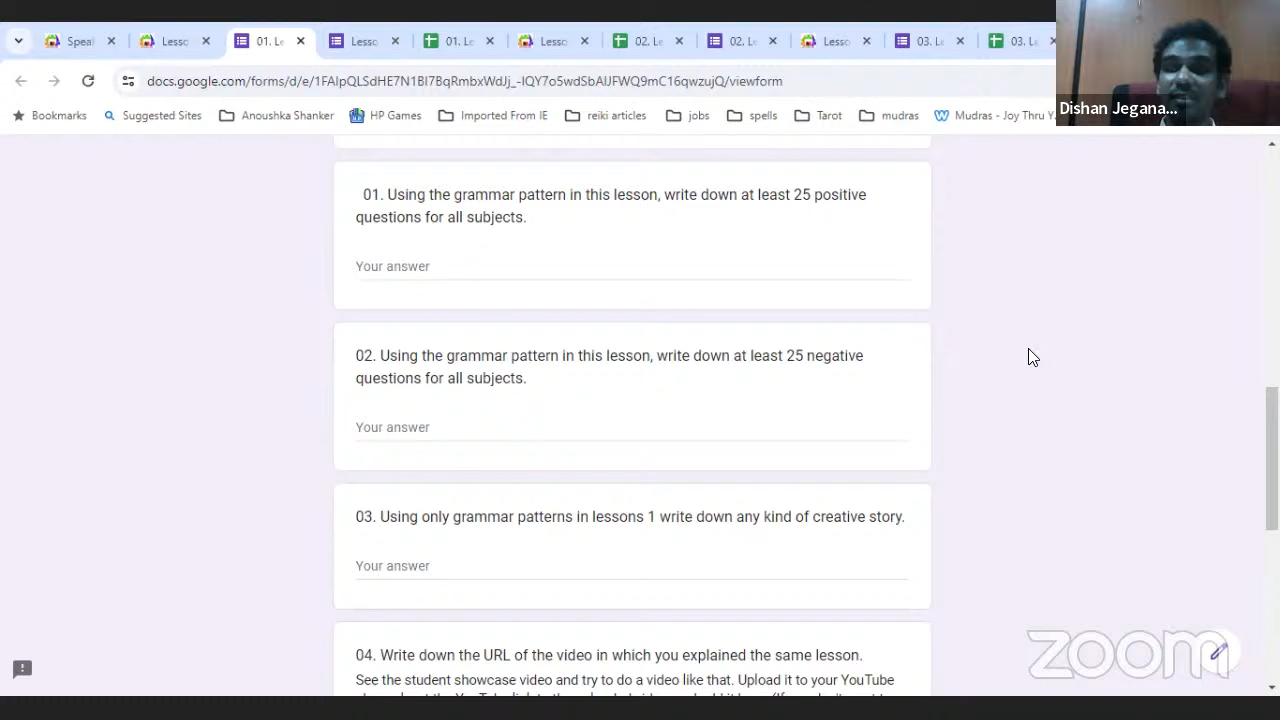 Speal
Lesso
01. Le
Lesso
01. Le
Lesso
02. Le
02. Le
Lesso
03. Le
03. Le
docs.google.com/forms/d/e/1FAIpQLSdHE7N1BI7BqRmbxWdJj_-IQY7o5wdSbAIJFWQ9mC16qwzujQ/viewform
Bookmarks
Suggested Sites
Anoushka Shanker
HP Games
Imported From IE
reiki articles
jobs
spells
Tarot
mudras
Mudras - Joy Thru Y
Dishan Jegana...
01. Using the grammar pattern in this lesson, write down at least 25 positive
questions for all subjects.
Your answer
02. Using the grammar pattern in this lesson, write down at least 25 negative
questions for all subjects.
Your answer
03. Using only grammar patterns in lessons 1 write down any kind of creative story.
Your answer
04. Write down the URL of the video in which you explained the same lesson.
See the student showcase video and try to do a video like that. Upload it to your YouTube
zoom